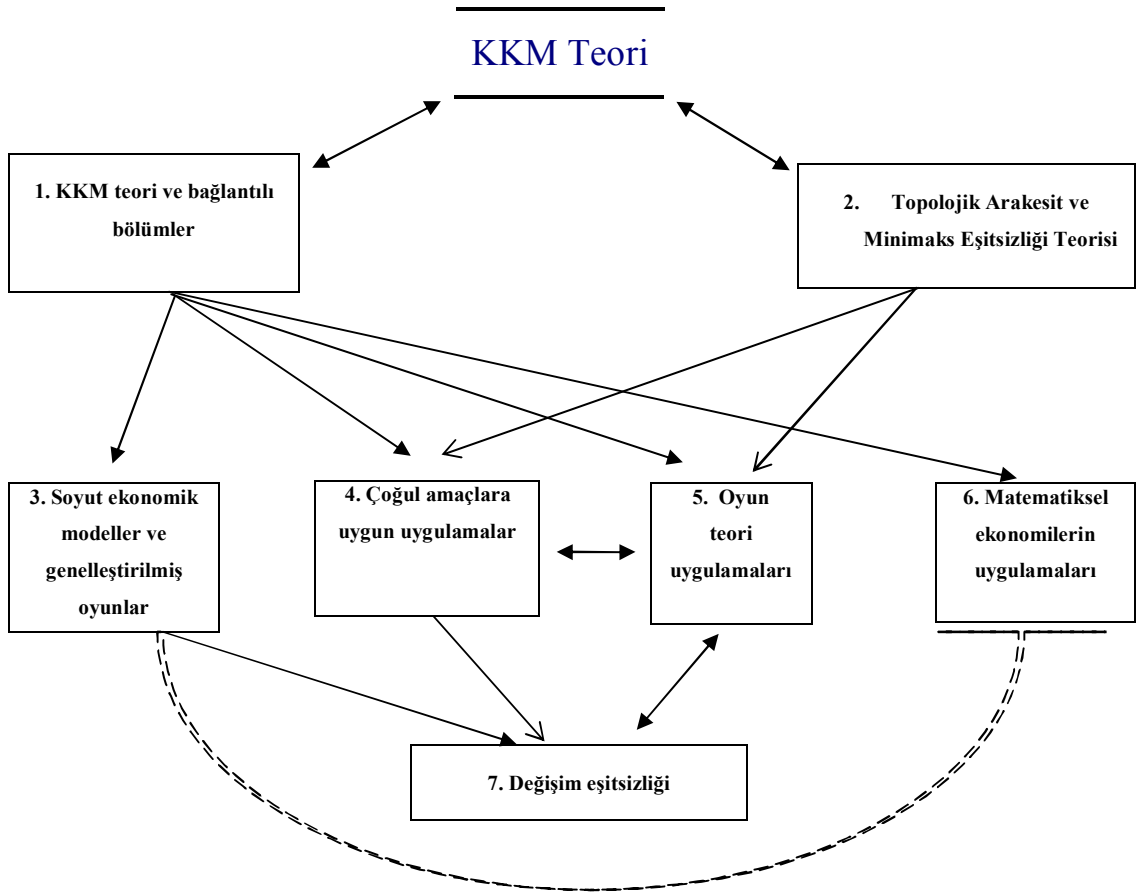 KKM Teori
1. KKM teori ve bağlantılı
bölümler
2. Topolojik Arakesit ve
Minimaks Eşitsizliği Teorisi
3. Soyut ekonomik
modeller ve
genelleştirilmiş
oyunlar
4. Çoğul amaçlara
uygun uygulamalar
5. Oyun
teori
uygulamaları
6. Matematiksel
ekonomilerin
uygulamaları
7. Değişim eşitsizliği